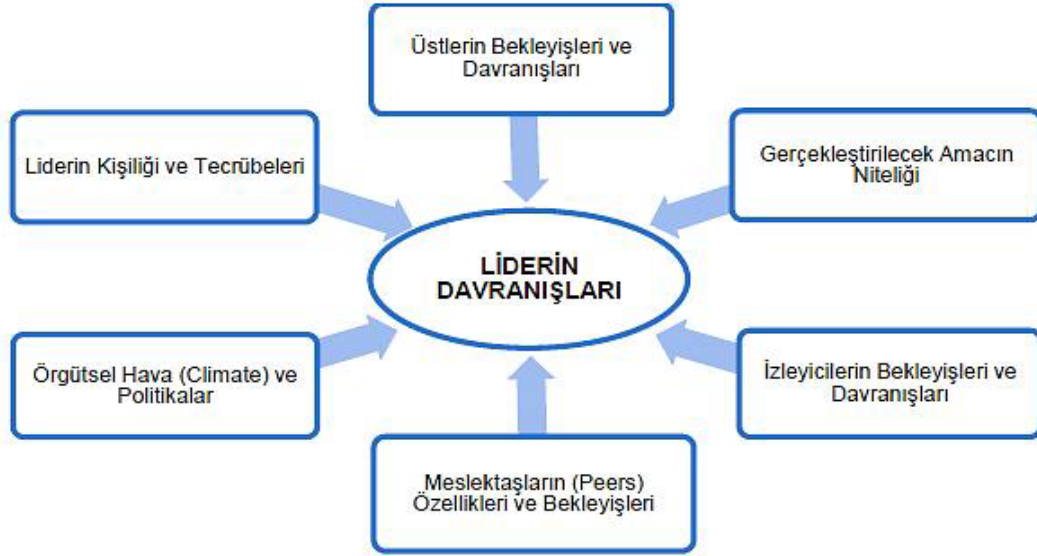 Üstlerin Bekleyişleri ve
Davranışları
Liderin Kişiliği ve Tecrübeleri
Gerçekleştirilecek Amacın
Niteliği
LİDERİN
DAVRANIŞLARI
Örgütsel Hava (Climate) ve
Politikalar
İzleyicilerin Bekleyişleri ve
Davranışları
Meslektaşların (Peers)
Özellikleri ve Bekleyişleri